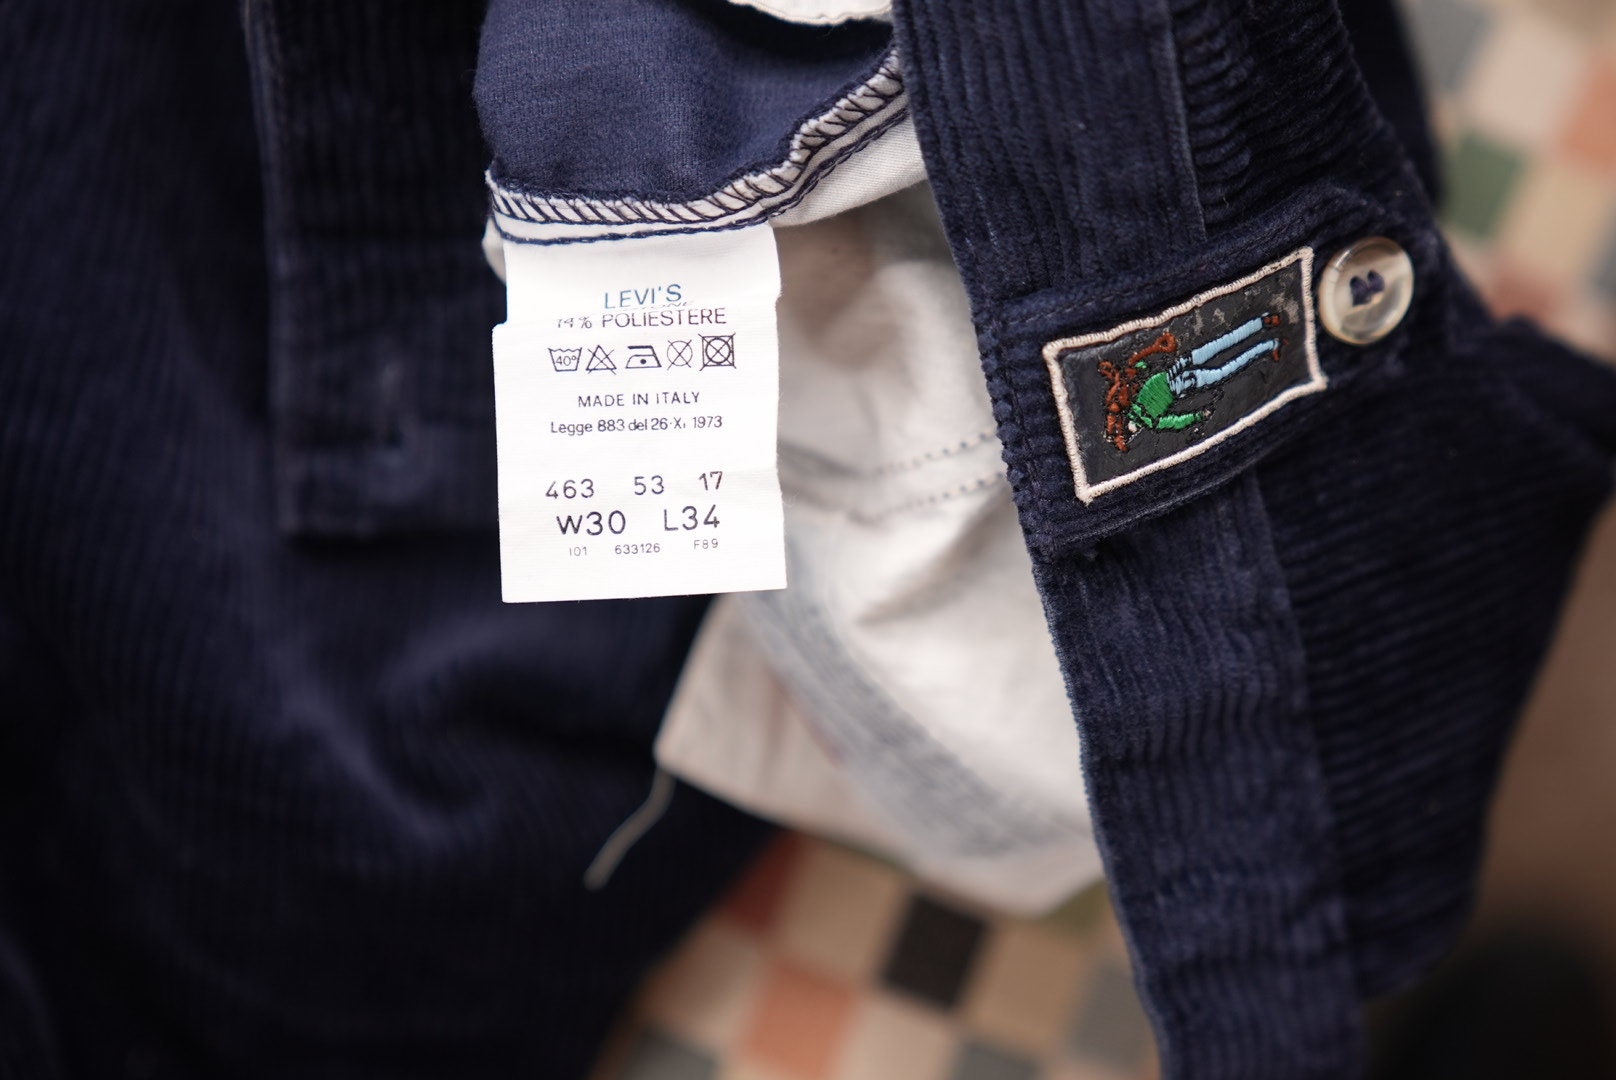 LEVI'S
14% POLIESTERE
40°
MADE IN ITALY
Legge 883 del 26-XI 1973
463 53 17
W30 L34
101 633126 F89